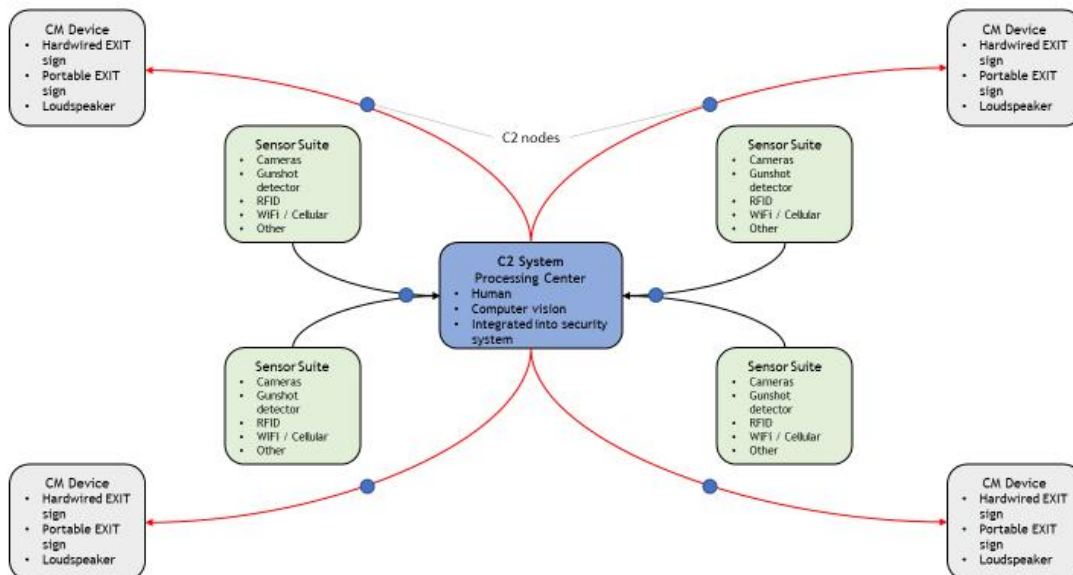 CM Device
• Hardwired EXIT
sign
• Portable EXIT
sign
• Loudspeaker
CM Device
• Hardwired EXIT
sign
• Portable EXIT
sign
• Loudspeaker
C2 nodes
Sensor Suite
• Cameras
• Gunshot
detector
• RFID
• WiFi / Cellular
• Other
Sensor Suite
• Cameras
• Gunshot
detector
• RFID
• WiFi / Cellular
• Other
C2 System
Processing Center
• Human
• Computer vision
• Integrated into security
system
Sensor Suite
• Cameras
• Gunshot
detector
• RFID
• WiFi / Cellular
• Other
Sensor Suite
• Cameras
• Gunshot
detector
• RFID
• WiFi / Cellular
• Other
CM Device
• Hardwired EXIT
sign
• Portable EXIT
sign
• Loudspeaker
CM Device
• Hardwired EXIT
sign
• Portable EXIT
sign
• Loudspeaker